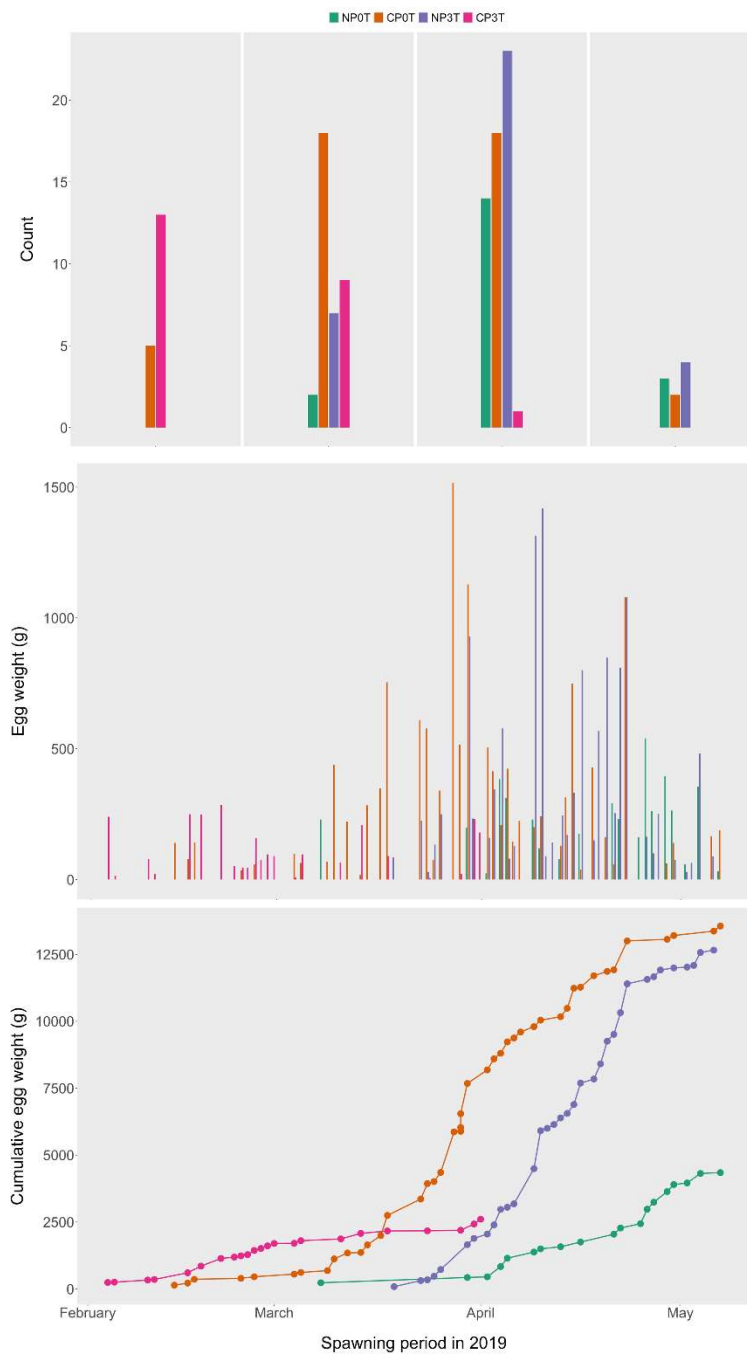 NP0T CP0T NP3T CP3T
20
15
10
5
0
Count
1500
1000
500
0
Egg weight (g)
12500
10000
7500
5000
2500
0
Cumulative egg weight (g)
February March April May
Spawning period in 2019